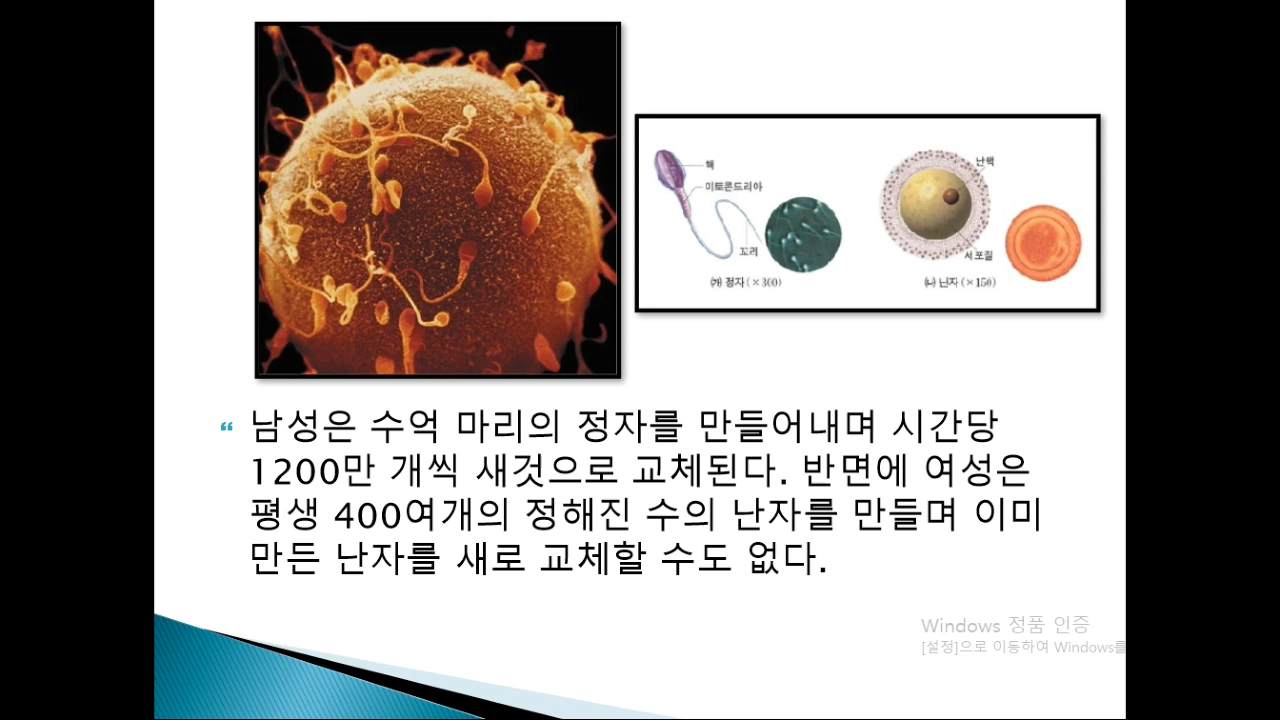 핵
미토콘드리아
꼬리
㈎ 정자(×300)
난핵
세포질
㈏ 난자(×150)
“ 남성은 수억 마리의 정자를 만들어내며 시간당
1200만 개씩 새것으로 교체된다. 반면에 여성은
평생 400여개의 정해진 수의 난자를 만들며 이미
만든 난자를 새로 교체할 수도 없다.
Windows 정품 인증
[설정]으로 이동하여 Windows를